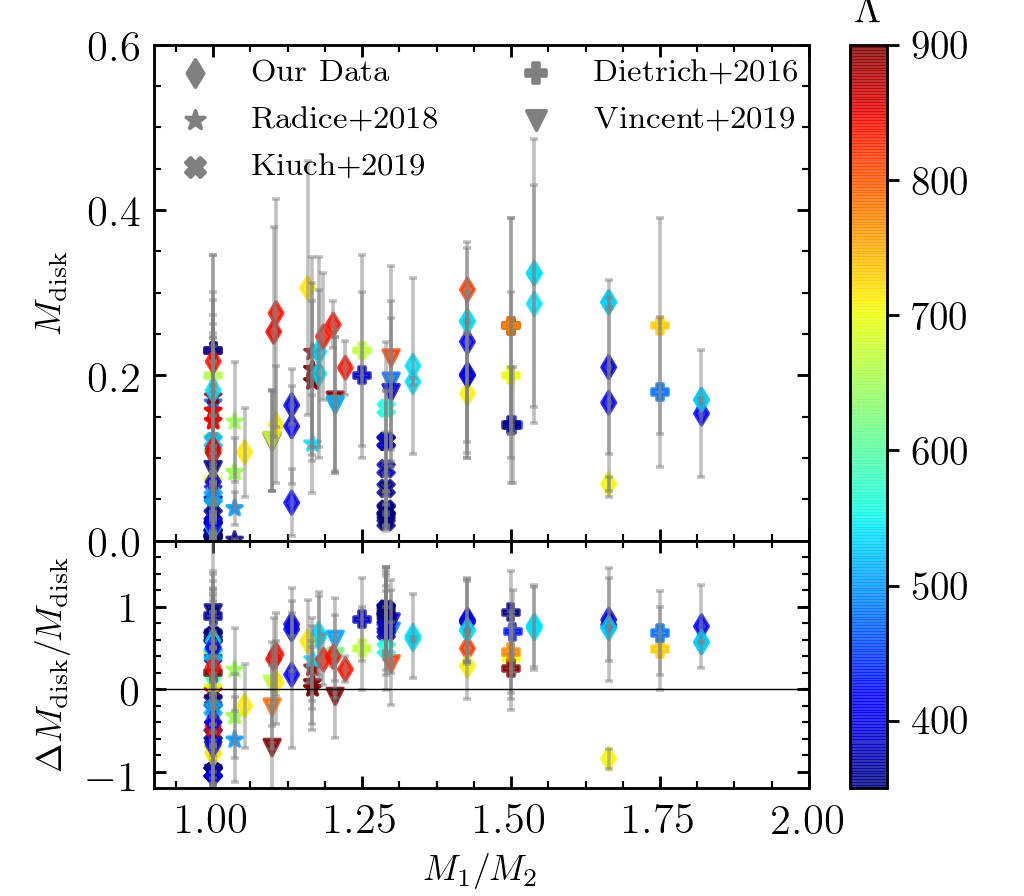 Λ
0.6
Our Data
Dietrich+2016
Radice+2018
Vincent+2019
Kiuch+2019
0.4
0.2
0.0
M_disk
1
0
−1
ΔM_disk/M_disk
1.00 1.25 1.50 1.75 2.00
M_1/M_2
900
800
700
600
500
400